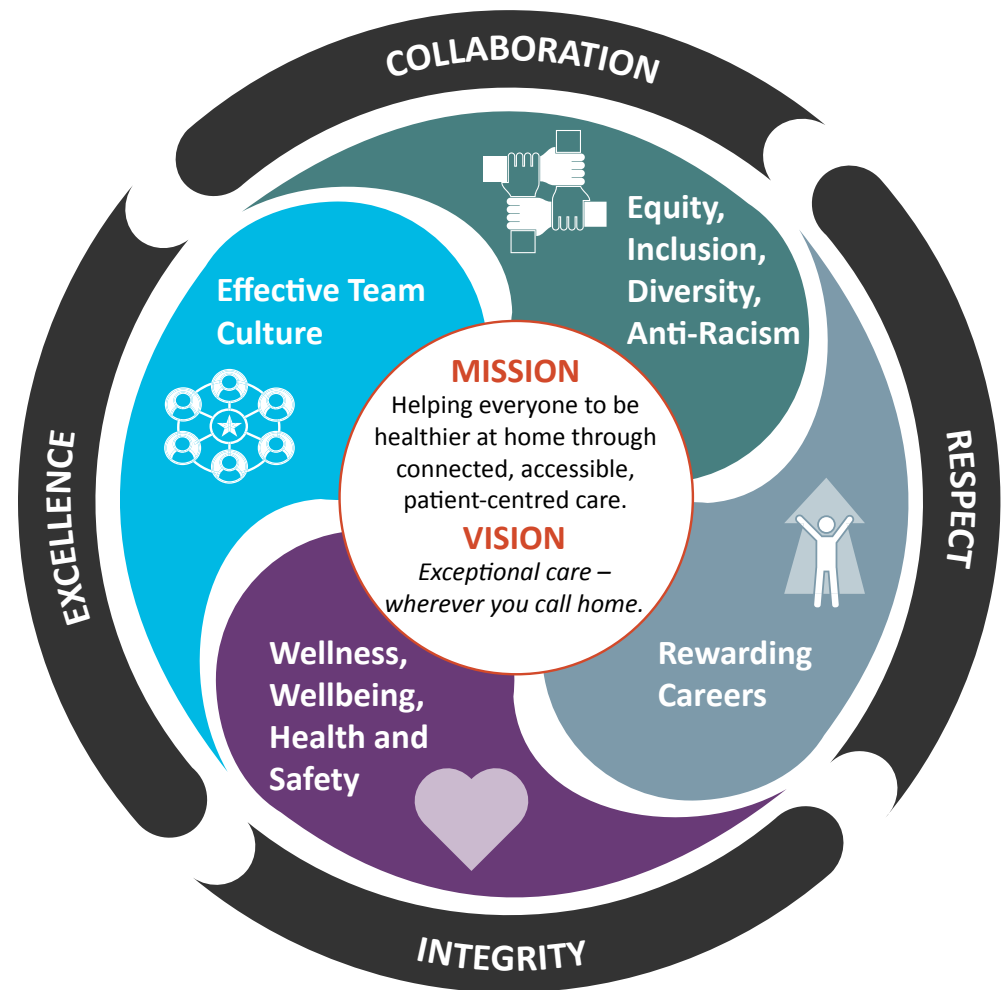 COLLABORATION
Equity,
Inclusion,
Diversity,
Anti-Racism
Effective Team
Culture
MISSION
Helping everyone to be
healthier at home through
connected, accessible,
patient-centred care.
VISION
Exceptional care –
wherever you call home.
EXCELLENCE
RESPECT
Wellness,
Wellbeing,
Health and
Safety
Rewarding
Careers
INTEGRITY